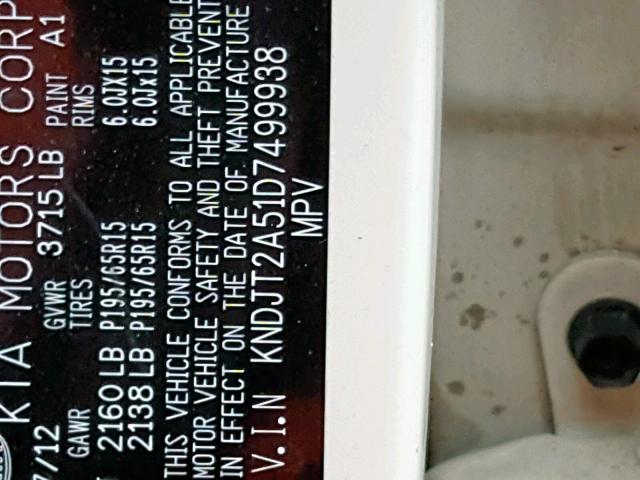 KIA MOTORS CORP
7/12 GVWR 3715 LB PAINT A1
GAWR TIRES RIMS
2160 LB P195/65R15 6.0JX15
2138 LB P195/65R15 6.0Jx15
THIS VEHICLE CONFORMS TO ALL APPLICABLE
MOTOR VEHICLE SAFETY AND THEFT PREVENT
IN EFFECT ON THE DATE OF MANUFACTURE
V.I.N KNDJT2A51D7499938
MPV